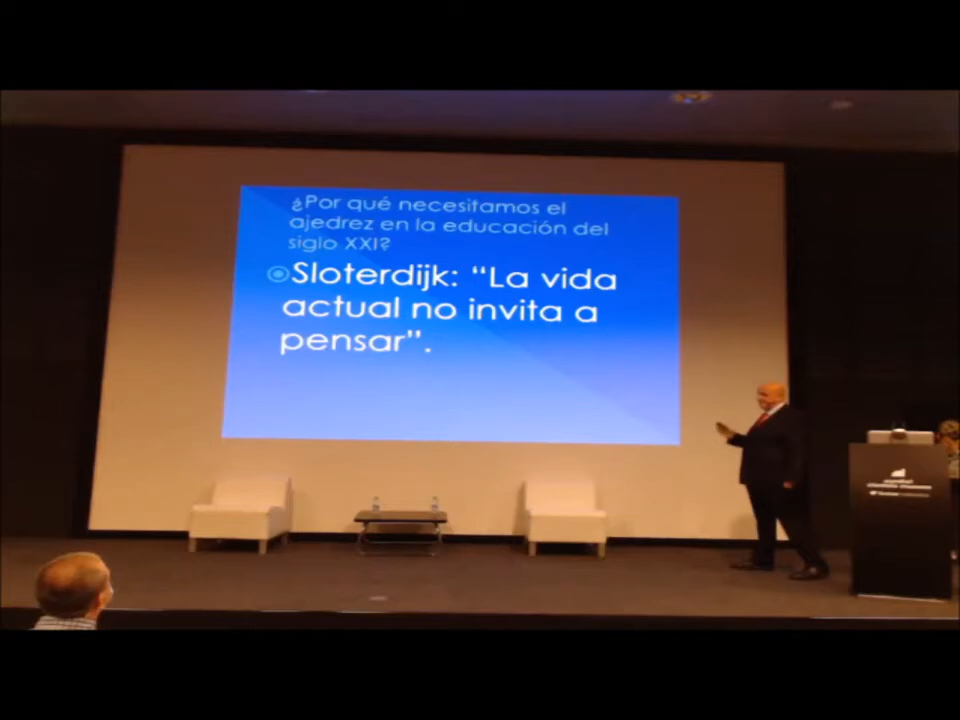 ¿Por qué necesitamos el
ajedrez en la educación del
siglo XXI?
Sloterdijk: “La vida
actual no invita a
pensar”.